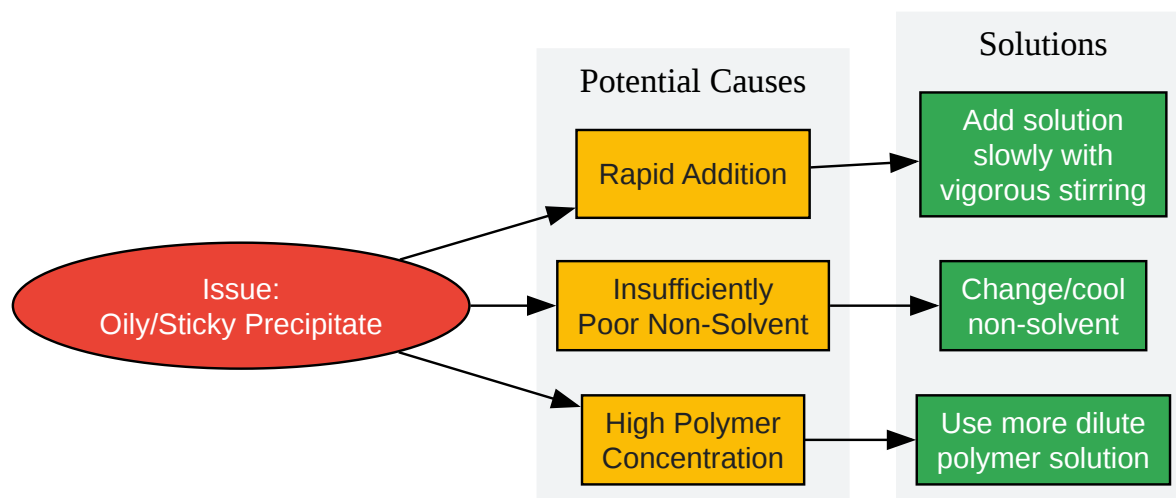 Solutions
Potential Causes
Add solution
slowly with
vigorous stirring
Rapid Addition
Issue:
Oily/Sticky Precipitate
Insufficiently
Poor Non-Solvent
Change/cool
non-solvent
High Polymer
Concentration
Use more dilute
polymer solution